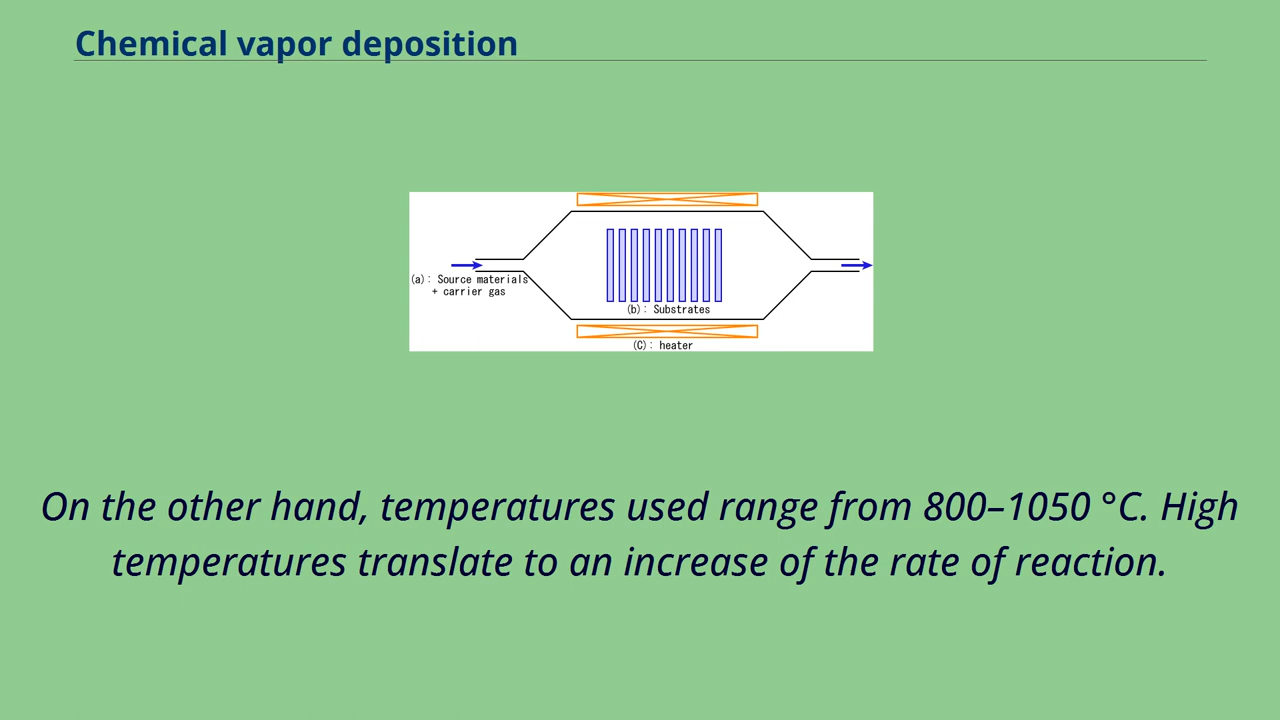 Chemical vapor deposition
(a): Source materials
+ carrier gas
(b): Substrates
(C): heater
On the other hand, temperatures used range from 800–1050 °C. High
temperatures translate to an increase of the rate of reaction.